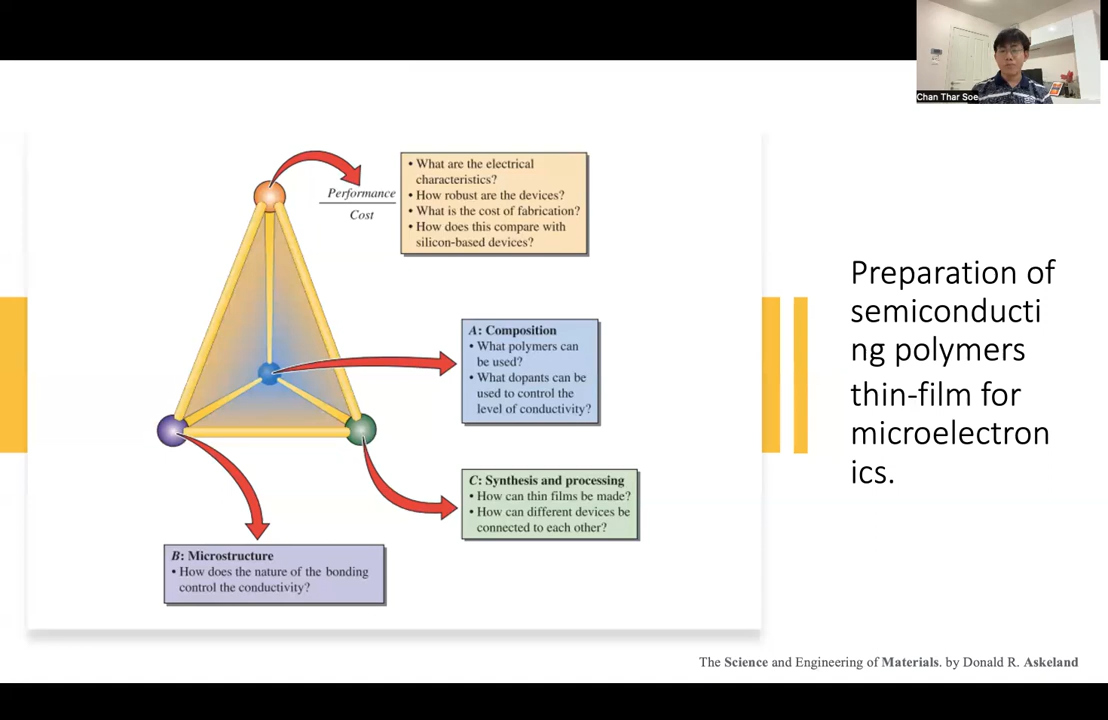 Chan Thar Soe
Performance
Cost
• What are the electrical
characteristics?
• How robust are the devices?
• What is the cost of fabrication?
• How does this compare with
silicon-based devices?
A: Composition
• What polymers can
be used?
• What dopants can be
used to control the
level of conductivity?
C: Synthesis and processing
• How can thin films be made?
• How can different devices be
connected to each other?
B: Microstructure
• How does the nature of the bonding
control the conductivity?
Preparation of
semiconducti
ng polymers
thin-film for
microelectron
ics.
The Science and Engineering of Materials. by Donald R. Askeland